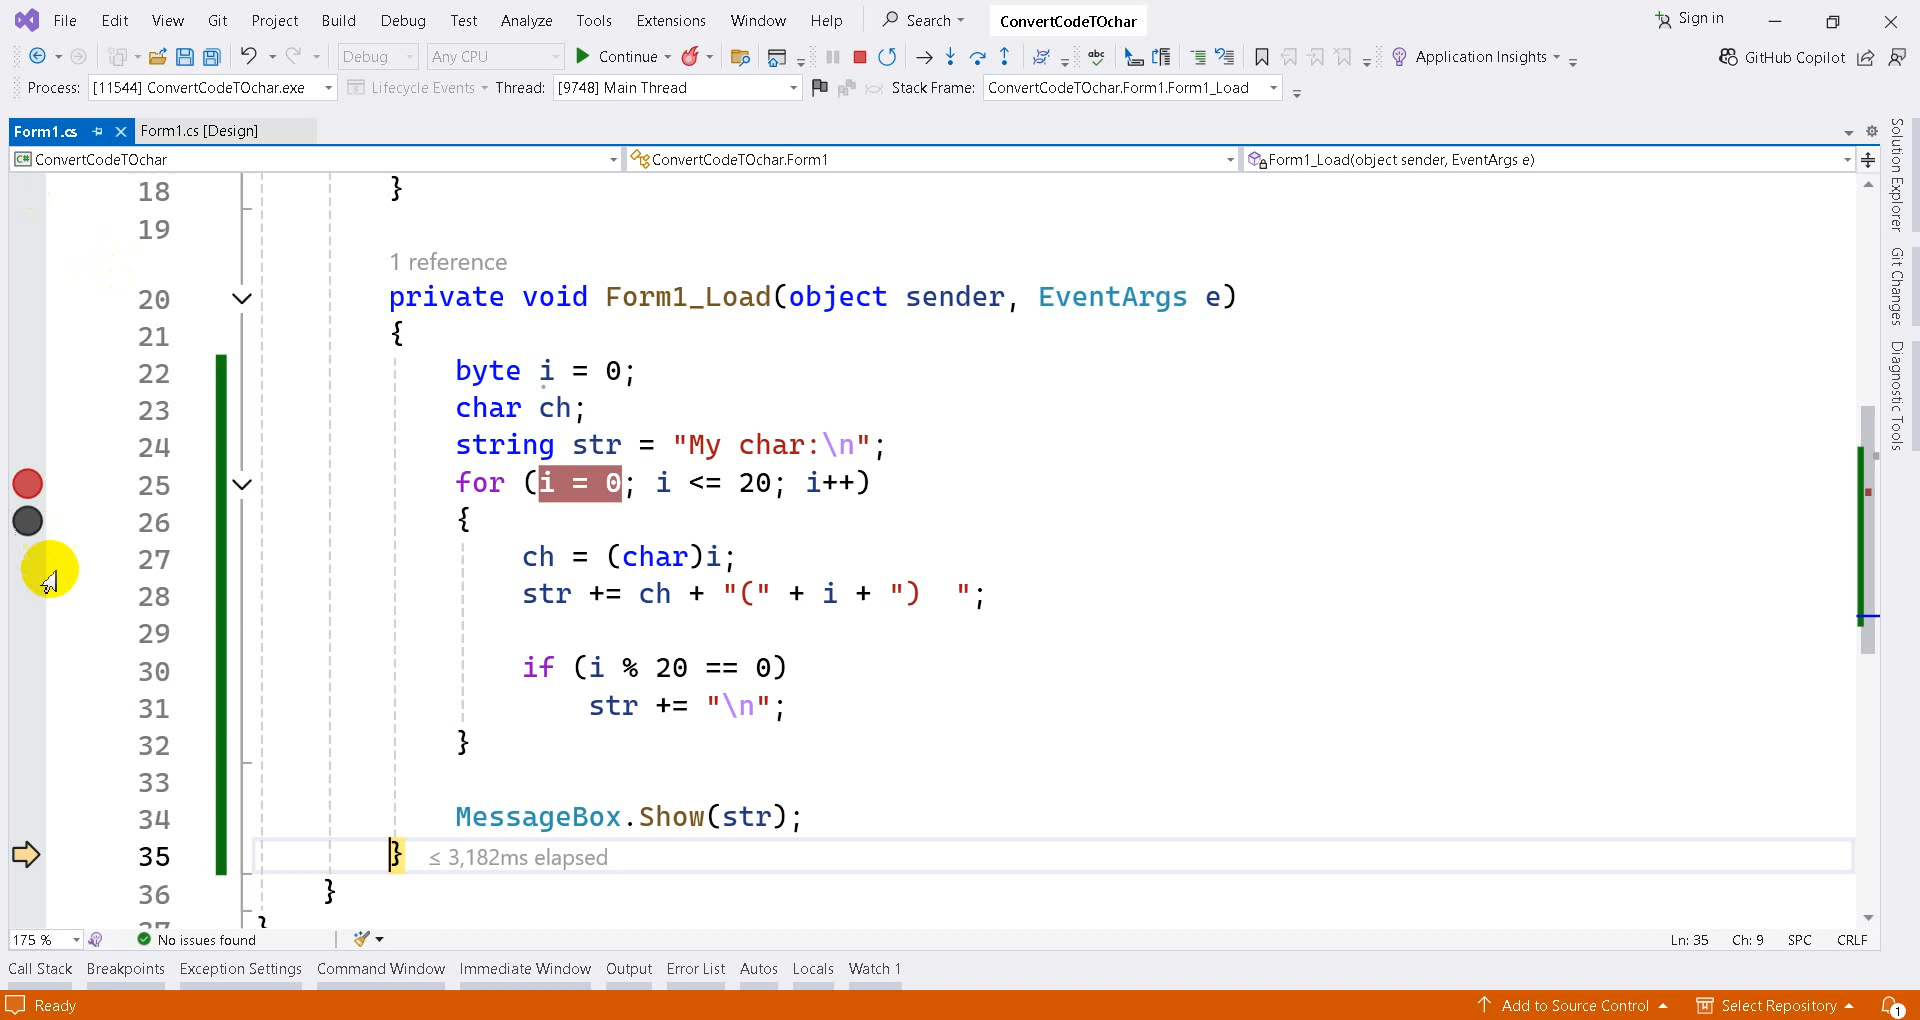 File Edit View Git Project Build Debug Test Analyze Tools Extensions Window Help Search ConvertCodeTOchar Sign in
Debug Any CPU Continue abc Application Insights GitHub Copilot
Process: [11544] ConvertCodeTOchar.exe Lifecycle Events Thread: [9748] Main Thread Stack Frame: ConvertCodeTOchar.Form1.Form1_Load
Form1.cs Form1.cs [Design]
C# ConvertCodeTOchar ConvertCodeTOchar.Form1 Form1_Load(object sender, EventArgs e)
18 }
19
1 reference
20 private void Form1_Load(object sender, EventArgs e)
21 {
22 byte i = 0;
23 char ch;
24 string str = "My char:\n";
25 for (i = 0; i <= 20; i++)
26 {
27 ch = (char)i;
28 str += ch + "(" + i + ")  ";
29
30 if (i % 20 == 0)
31 str += "\n";
32 }
33
34 MessageBox.Show(str);
35 } ≤ 3,182ms elapsed
36 }
37 }
175 % No issues found Ln: 35 Ch: 9 SPC CRLF
Call Stack Breakpoints Exception Settings Command Window Immediate Window Output Error List Autos Locals Watch 1
Ready Add to Source Control Select Repository 1
Solution Explorer
Git Changes
Diagnostic Tools